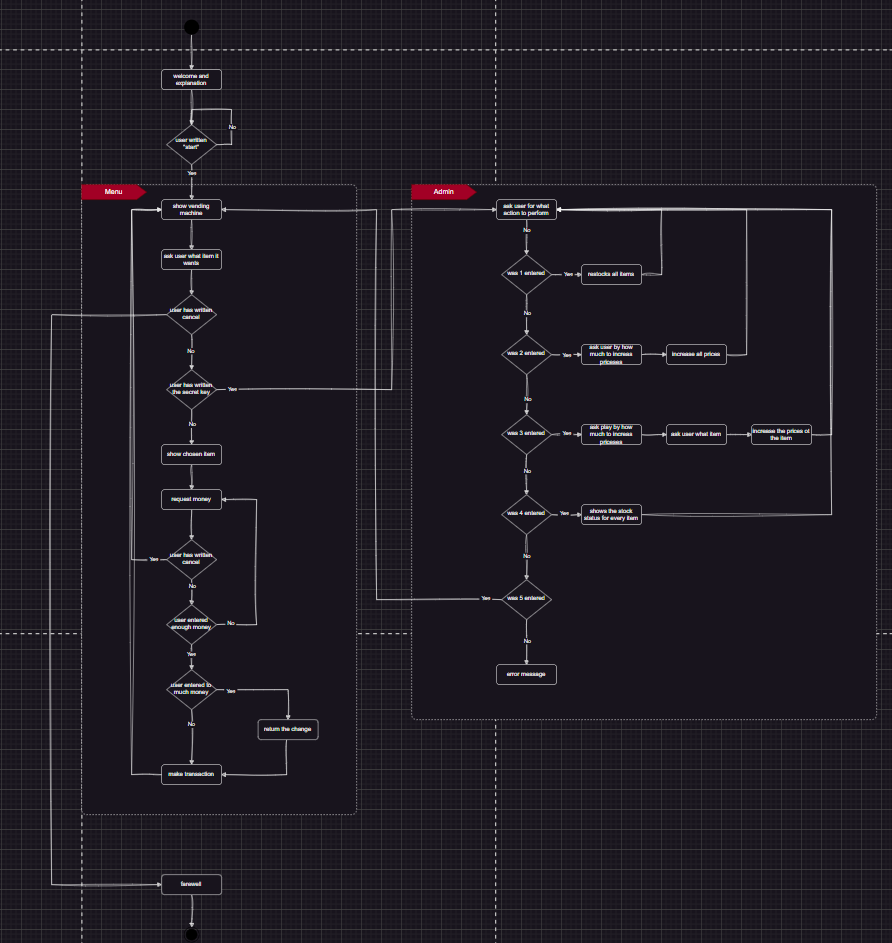 welcome and
explanation
user written
"start"
No
Yes
Menu
show vending
machine
ask user what item it
wants
user has written
cancel
No
user has written
the secret key
Yes
No
show chosen item
request money
user has written
cancel
Yes
No
user entered
enough money
No
Yes
user entered to
much money
Yes
No
return the change
make transaction
farewell
Admin
ask user for what
action to perform
No
was 1 entered
Yes
restocks all items
No
was 2 entered
Yes
ask user by how
much to increas
priceses
increase all prices
No
was 3 entered
Yes
ask play by how
much to increas
priceses
ask user what item
increase the prices of
the item
No
was 4 entered
Yes
shows the stock
status for every item
No
was 5 entered
Yes
No
error message